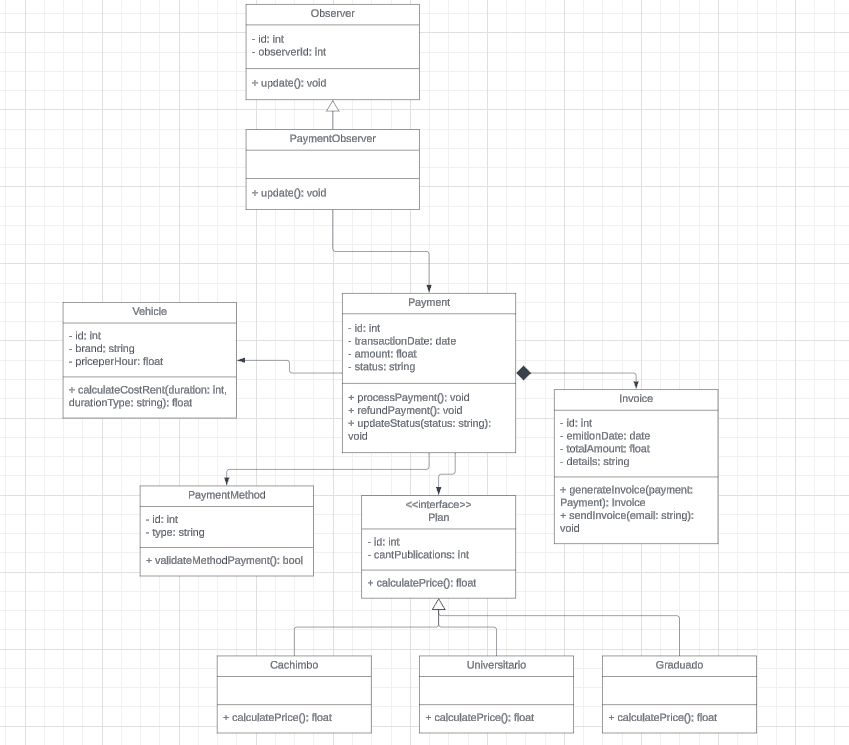 Observer
- id: int
- observerId: int
+ update(): void
PaymentObserver
+ update(): void
Vehicle
- id: int
- brand; string
- priceperHour: float
+ calculateCostRent(duration: int,
durationType: string): float
Payment
- id: int
- transactionDate: date
- amount: float
- status: string
+ processPayment(): void
+ refundPayment(): void
+ updateStatus(status: string):
void
Invoice
- id: int
- emitionDate: date
- totalAmount: float
- details: string
+ generateInvoice(payment:
Payment): Invoice
+ sendInvoice(email: string):
void
PaymentMethod
- id: int
- type: string
+ validateMethodPayment(): bool
<<interface>>
Plan
- id: int
- cantPublications: int
+ calculatePrice(): float
Cachimbo
+ calculatePrice(): float
Universitario
+ calculatePrice(): float
Graduado
+ calculatePrice(): float